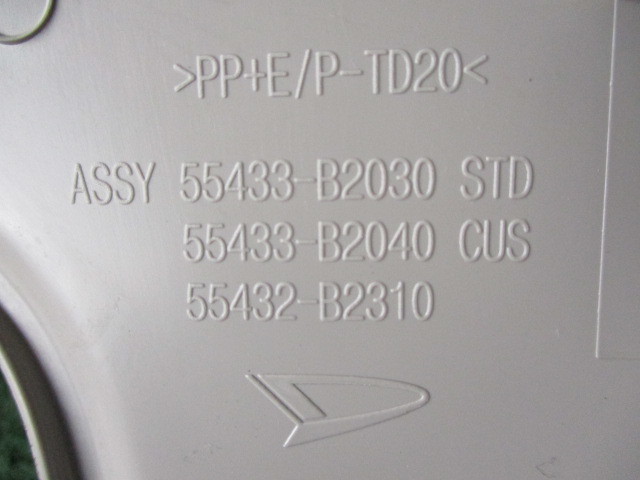 >PP+E/P-TD20<
ASSY 55433-B2030 STD
55433-B2040 CUS
55432-B2310